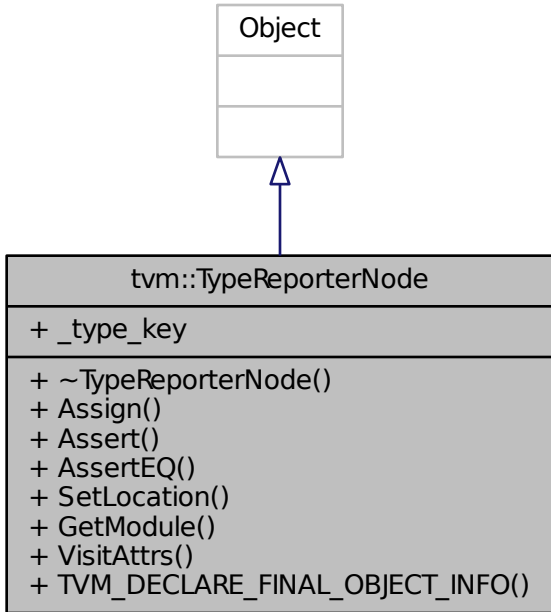 Object
tvm::TypeReporterNode
+ _type_key
+ ~TypeReporterNode()
+ Assign()
+ Assert()
+ AssertEQ()
+ SetLocation()
+ GetModule()
+ VisitAttrs()
+ TVM_DECLARE_FINAL_OBJECT_INFO()